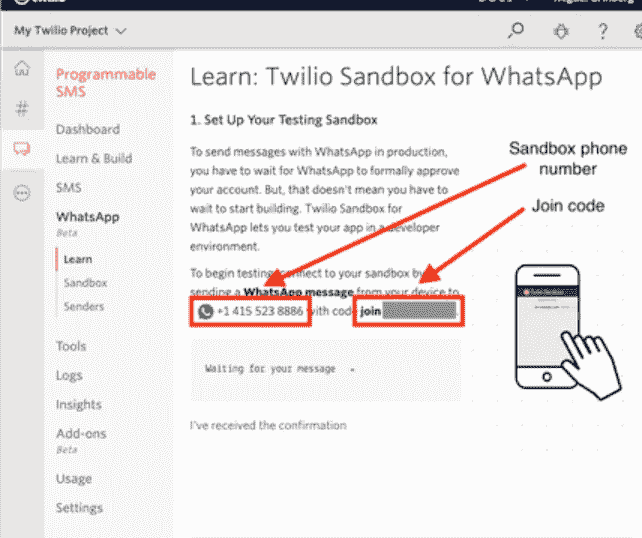 My Twilio Project
Programmable
SMS
Dashboard
Learn & Build
SMS
WhatsApp
Beta
Learn
Sandbox
Senders
Tools
Logs
Insights
Add-ons
Beta
Usage
Settings
Learn: Twilio Sandbox for WhatsApp
1. Set Up Your Testing Sandbox
To send messages with WhatsApp in production,
you have to wait for WhatsApp to formally approve
your account. But, that doesn't mean you have to
wait to start building. Twilio Sandbox for
WhatsApp lets you test your app in a developer
environment.
To begin testing, connect to your sandbox by
sending a WhatsApp message from your device to
+1 415 523 8886 with code join
Waiting for your message
I've received the confirmation
Sandbox phone
number
Join code